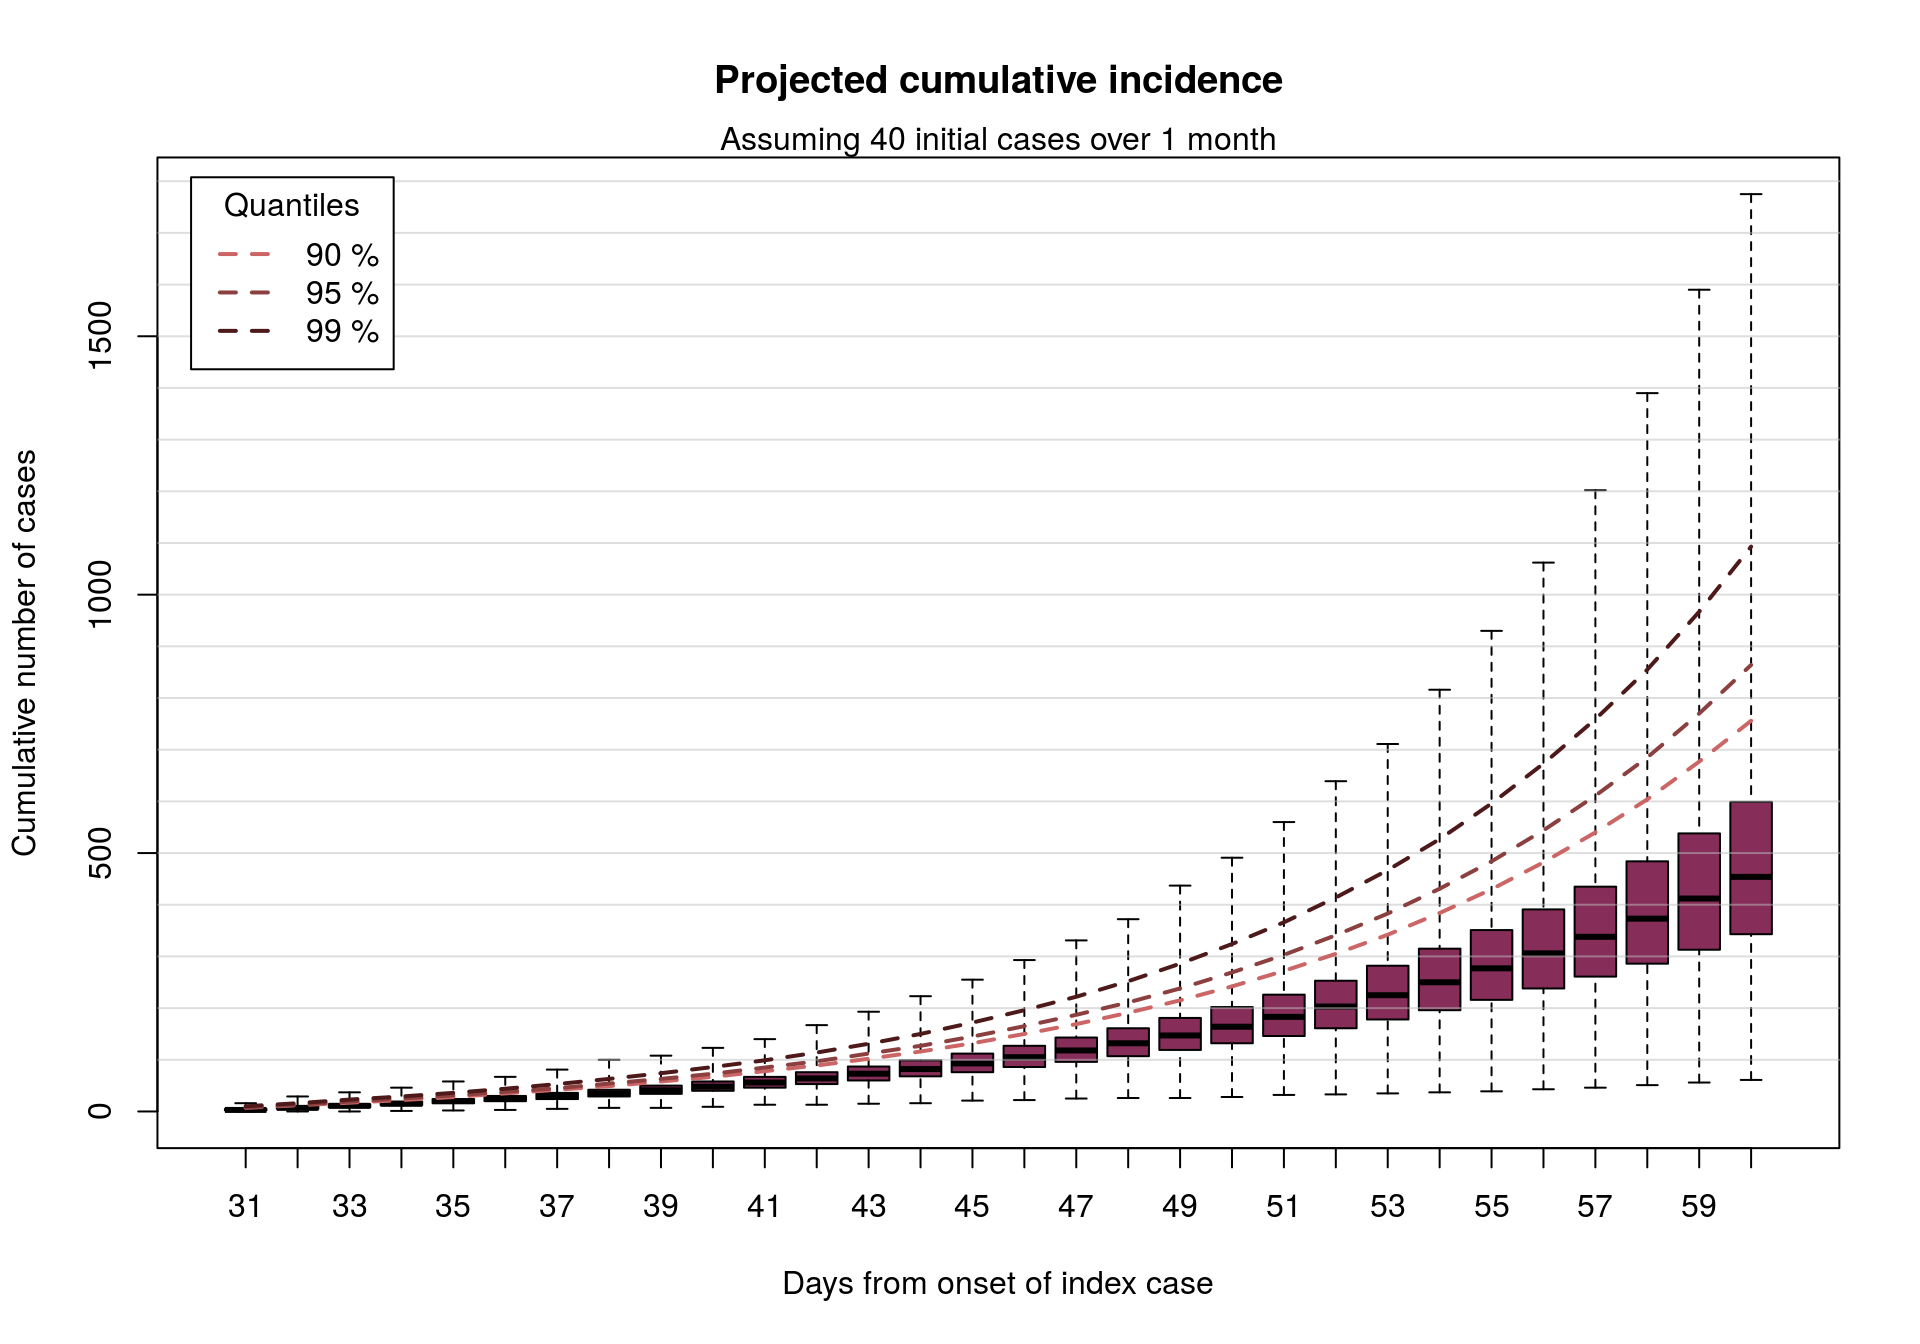 Projected cumulative incidence
Assuming 40 initial cases over 1 month
Quantiles
90 %
95 %
99 %
Cumulative number of cases
1500
1000
500
0
31 33 35 37 39 41 43 45 47 49 51 53 55 57 59
Days from onset of index case